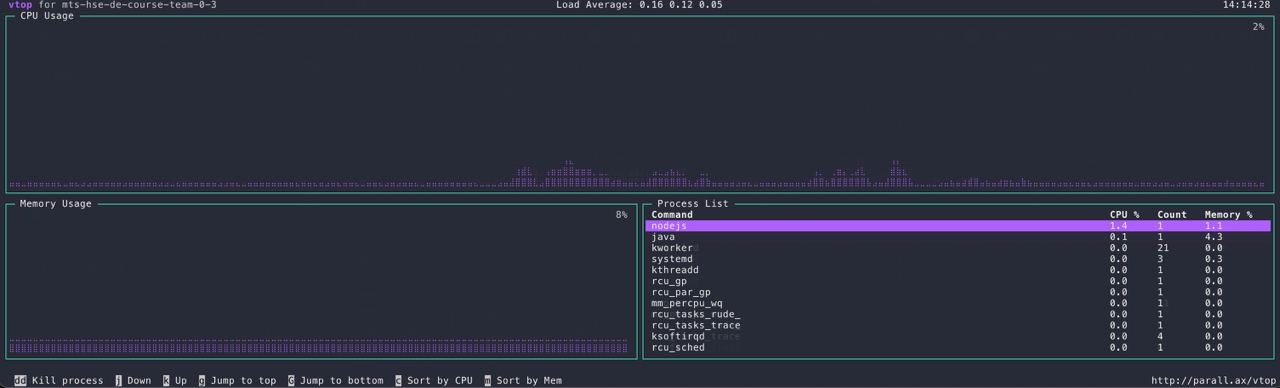 vtop for mts-hse-de-course-team-0-3 Load Average: 0.16 0.12 0.05 14:14:28
CPU Usage
2%
Memory Usage
8%
Process List
Command CPU % Count Memory %
nodejs 1.4 1 1.1
java 0.1 1 4.3
kworker 0.0 21 0.0
systemd 0.0 3 0.3
kthreadd 0.0 1 0.0
rcu_gp 0.0 1 0.0
rcu_par_gp 0.0 1 0.0
mm_percpu_wq 0.0 1 0.0
rcu_tasks_rude_ 0.0 1 0.0
rcu_tasks_trace 0.0 1 0.0
ksoftirqd 0.0 4 0.0
rcu_sched 0.0 1 0.0
dd Kill process j Down k Up g Jump to top G Jump to bottom c Sort by CPU m Sort by Mem http://parall.ax/vtop